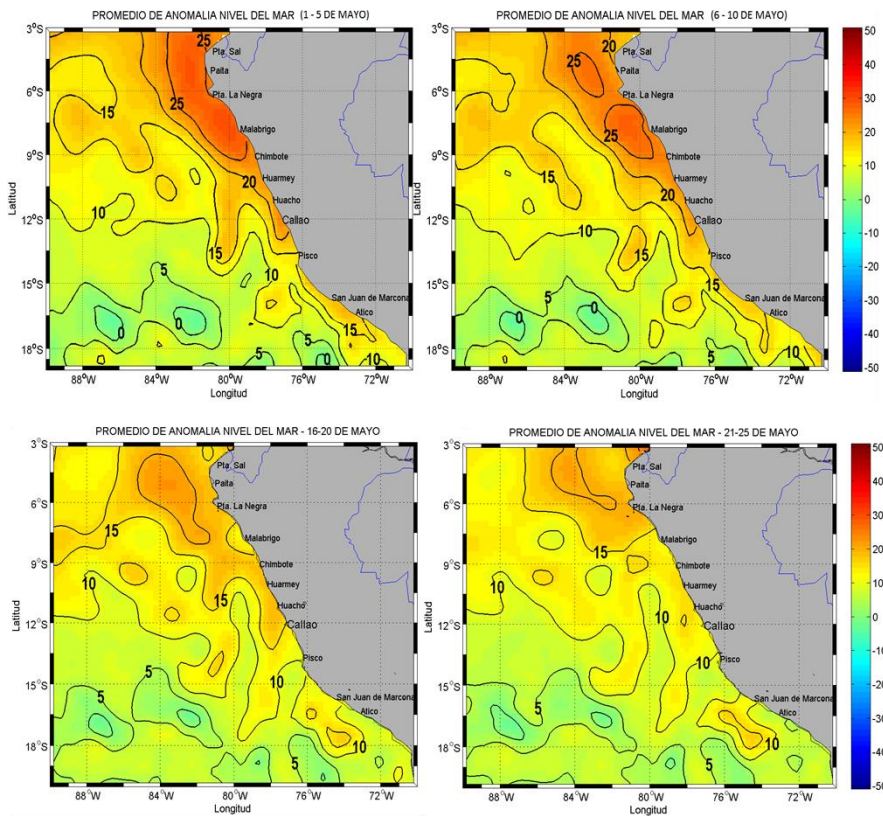 PROMEDIO DE ANOMALIA NIVEL DEL MAR (1 - 5 DE MAYO)
3°S
6°S
9°S
12°S
15°S
18°S
Latitud
88°W
84°W
80°W
76°W
72°W
Longitud
25
Pta. Sal
Paita
25
Pta. La Negra
15
Malabrigo
Chimbote
20
Huarmey
Huacho
10
Callao
15
Pisco
5
10
San Juan de Marcona
Atico
0
0
15
5
5
0
10
PROMEDIO DE ANOMALIA NIVEL DEL MAR (6 - 10 DE MAYO)
3°S
6°S
9°S
12°S
15°S
18°S
Latitud
88°W
84°W
80°W
76°W
72°W
Longitud
20
Pta. Sal
25
Paita
Pta. La Negra
25
Malabrigo
Chimbote
15
Huarmey
20
Huacho
Callao
10
15
Pisco
5
10
15
San Juan de Marcona
Atico
0
0
5
10
50
40
30
20
10
0
-10
-20
-30
-40
-50
PROMEDIO DE ANOMALIA NIVEL DEL MAR - 16-20 DE MAYO
3°S
6°S
9°S
12°S
15°S
18°S
Latitud
88°W
84°W
80°W
76°W
72°W
Longitud
Pta. Sal
Paita
Pta. La Negra
15
Malabrigo
Chimbote
10
Huarmey
15
Huacho
Callao
Pisco
5
5
10
San Juan de Marcona
Atico
10
5
PROMEDIO DE ANOMALIA NIVEL DEL MAR - 21-25 DE MAYO
3°S
6°S
9°S
12°S
15°S
18°S
Latitud
88°W
84°W
80°W
76°W
72°W
Longitud
Pta. Sal
Paita
Pta. La Negra
Malabrigo
15
Chimbote
10
Huarmey
Huacho
10
Callao
10
Pisco
5
San Juan de Marcona
Atico
5
10
50
40
30
20
10
0
-10
-20
-30
-40
-50